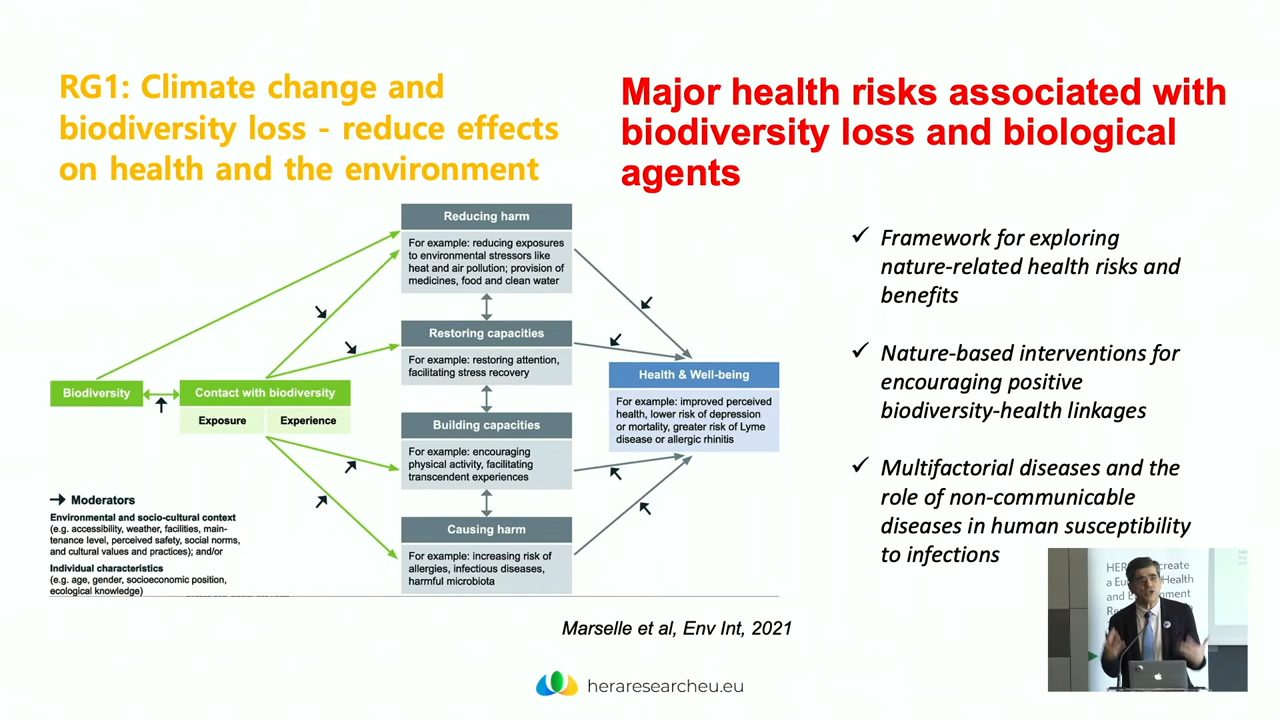 RG1: Climate change and
biodiversity loss - reduce effects
on health and the environment
Major health risks associated with
biodiversity loss and biological
agents
Reducing harm
For example: reducing exposures
to environmental stressors like
heat and air pollution; provision of
medicines, food and clean water
Restoring capacities
For example: restoring attention,
facilitating stress recovery
Biodiversity
Contact with biodiversity
Exposure
Experience
Building capacities
For example: encouraging
physical activity, facilitating
transcendent experiences
Causing harm
For example: increasing risk of
allergies, infectious diseases,
harmful microbiota
Health & Well-being
For example: improved perceived
health, lower risk of depression
or mortality, greater risk of Lyme
disease or allergic rhinitis
Moderators
Environmental and socio-cultural context
(e.g. accessibility, weather, facilities, main-
tenance level, perceived safety, social norms,
and cultural values and practices); and/or
Individual characteristics
(e.g. age, gender, socioeconomic position,
ecological knowledge)
✓ Framework for exploring
nature-related health risks and
benefits
✓ Nature-based interventions for
encouraging positive
biodiversity-health linkages
✓ Multifactorial diseases and the
role of non-communicable
diseases in human susceptibility
to infections
Marselle et al, Env Int, 2021
heraresearcheu.eu